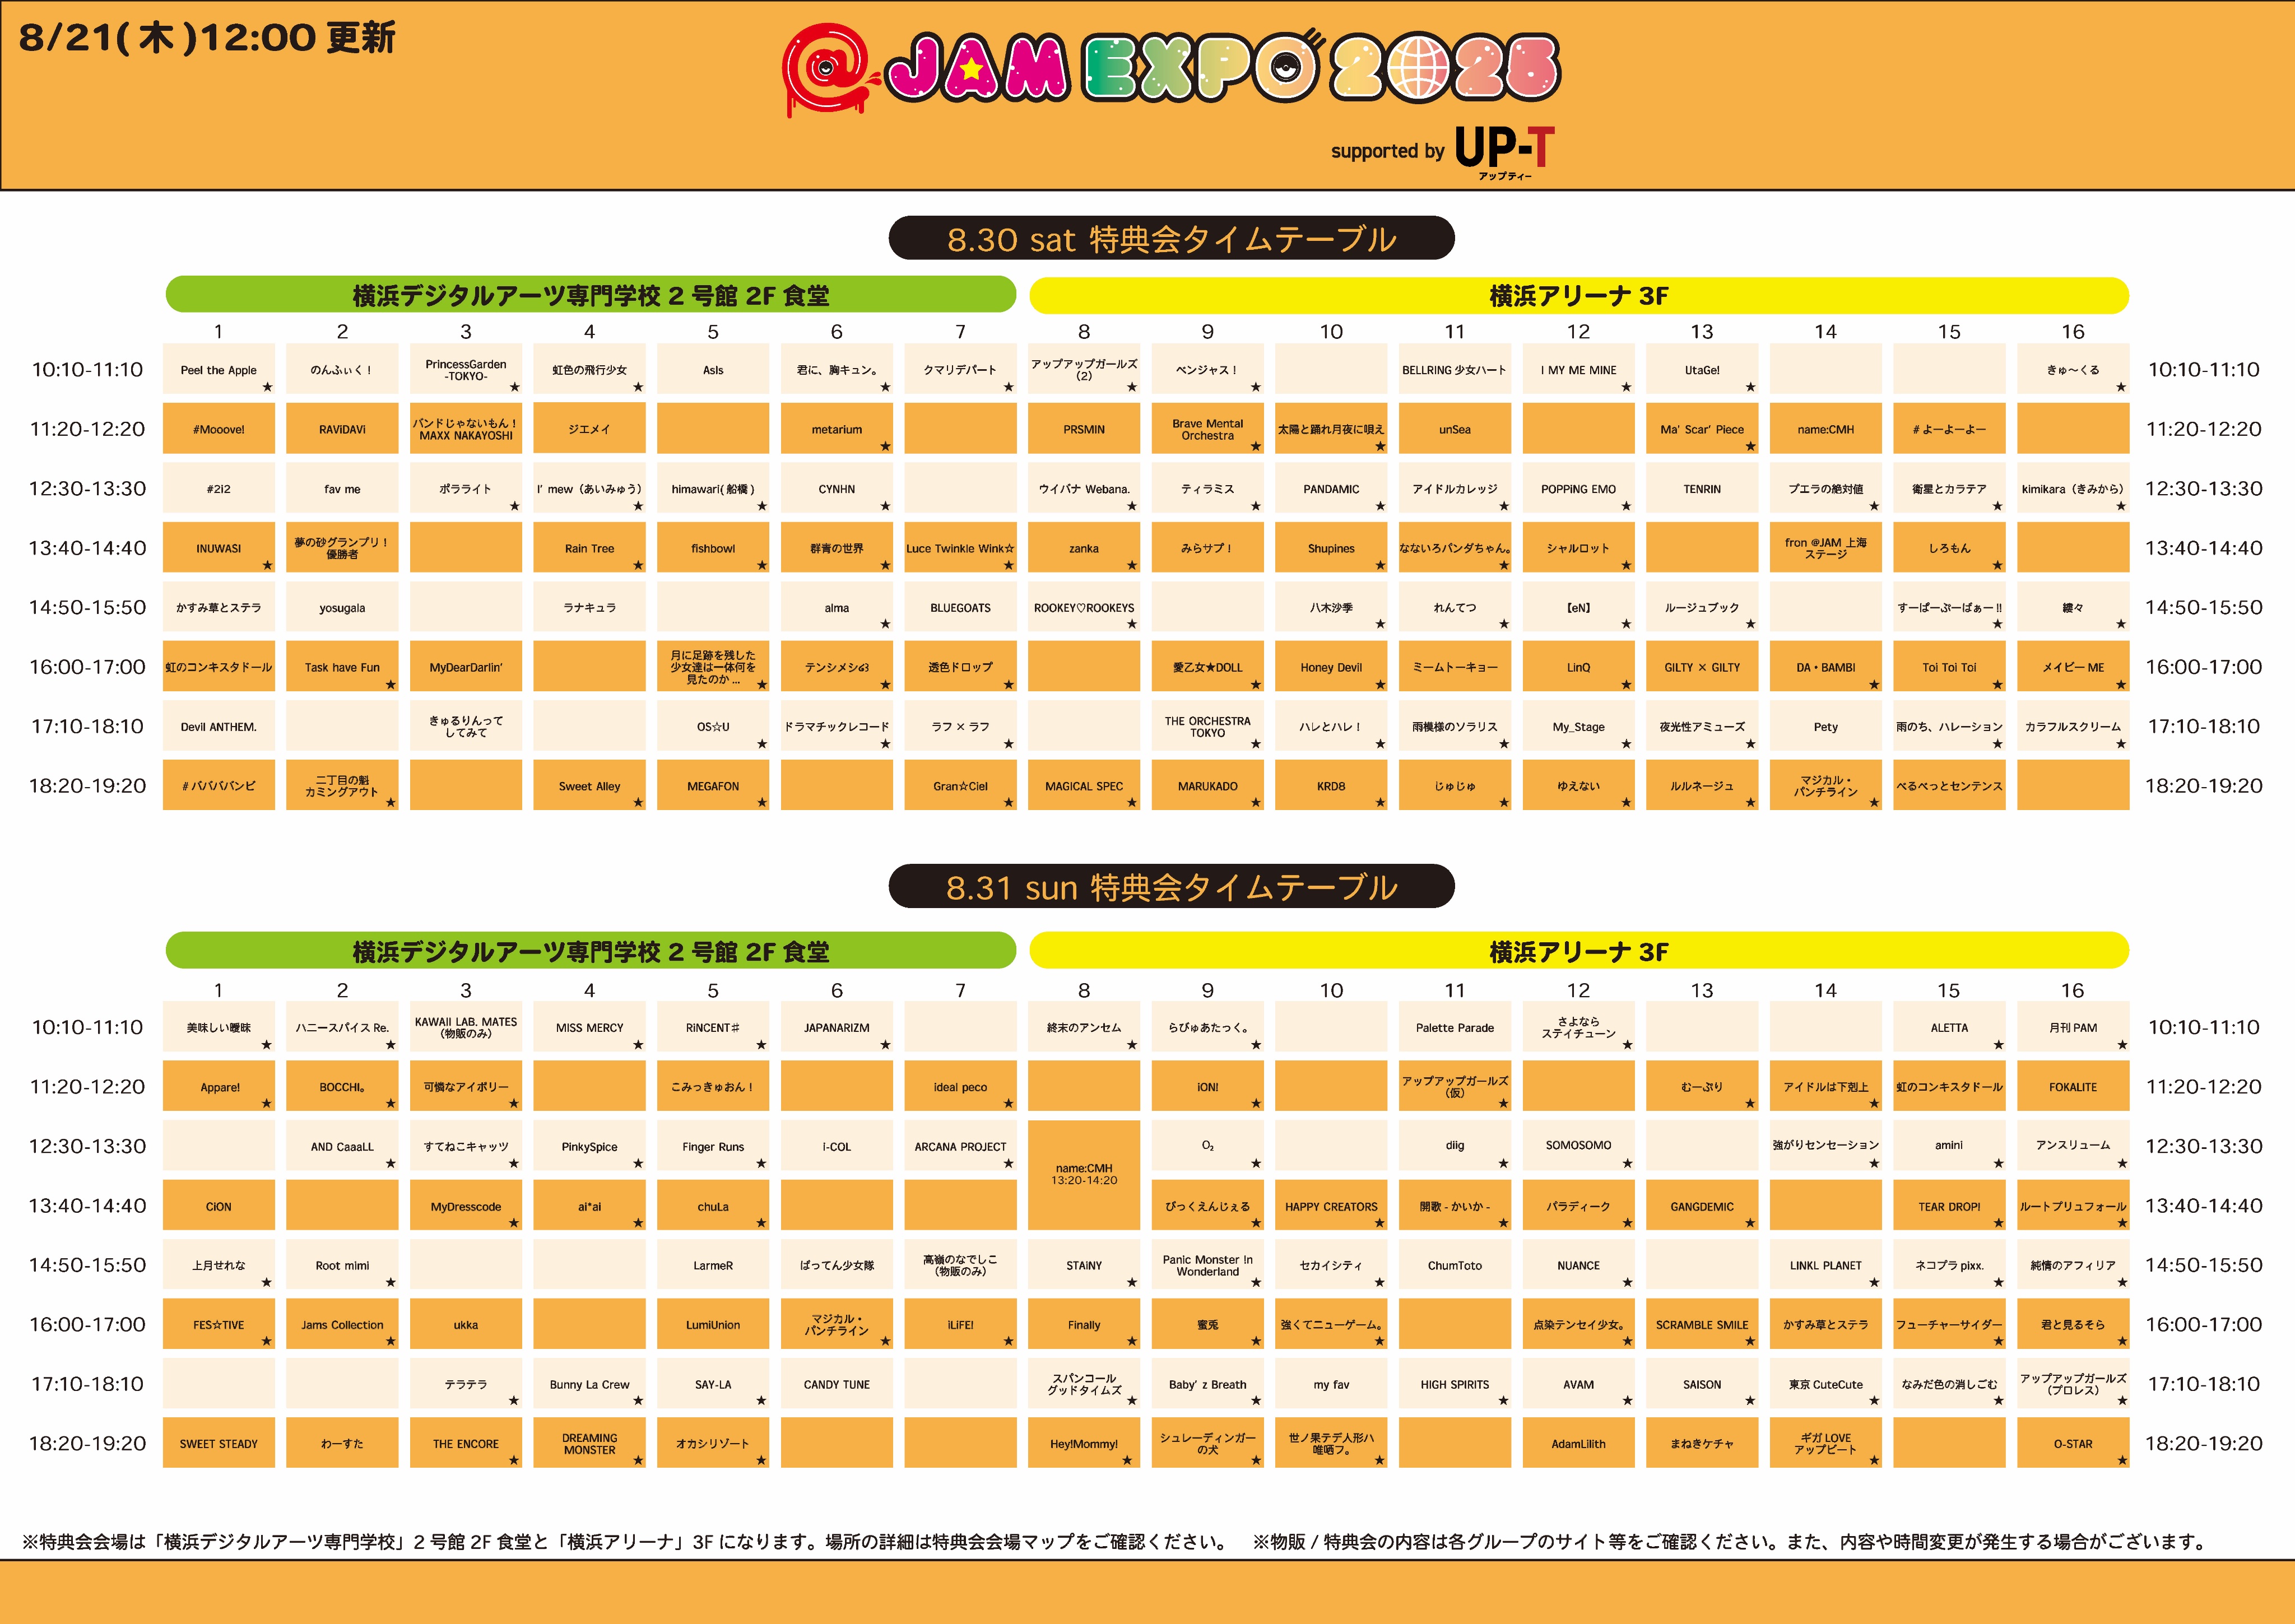 8/21(木)12:00 更新
@JAM EXPO 2025
supported by UP-T
アップティー
8.30 sat 特典会タイムテーブル
横浜デジタルアーツ専門学校 2 号館 2F 食堂 横浜アリーナ 3F
1 2 3 4 5 6 7 8 9 10 11 12 13 14 15 16
10:10-11:10 Peel the Apple ★ のんふぃく! PrincessGarden -TOKYO- ★ 虹色の飛行少女 ★ AsIs 君に、胸キュン。 ★ クマリデパート ★ アップアップガールズ (2) ★ ベンジャス! ★ BELLRING 少女ハート I MY ME MINE ★ UtaGe! ★ きゅ〜くる ★ 10:10-11:10
11:20-12:20 #Mooove! RAViDAVi バンドじゃないもん! MAXX NAKAYOSHI ジエメイ metarium ★ PRSMIN Brave Mental Orchestra ★ 太陽と踊れ月夜に唄え ★ unSea Ma' Scar' Piece ★ name:CMH # よーよーよー 11:20-12:20
12:30-13:30 #2i2 fav me ポラライト ★ I' mew(あいみゅう) ★ himawari( 船橋 ) ★ CYNHN ★ ウイバナ Webana. ★ ティラミス ★ PANDAMIC ★ アイドルカレッジ ★ POPPiNG EMO ★ TENRIN プエラの絶対値 ★ 衛星とカラテア ★ kimikara(きみから) ★ 12:30-13:30
13:40-14:40 INUWASI ★ 夢の砂グランプリ! 優勝者 Rain Tree ★ fishbowl ★ 群青の世界 ★ Luce Twinkle Wink☆ ★ zanka ★ みらサプ! Shupines ★ なないろパンダちゃん。 ★ シャルロット ★ fron @JAM 上海 ステージ しろもん ★ 13:40-14:40
14:50-15:50 かすみ草とステラ yosugala ラナキュラ alma ★ BLUEGOATS ROOKEY♡ROOKEYS ★ 八木沙季 ★ れんてつ ★ 【eN】 ★ ルージュブック ★ すーぱーぷーばぁー!! ★ 縷々 ★ 14:50-15:50
16:00-17:00 虹のコンキスタドール Task have Fun ★ MyDearDarlin' 月に足跡を残した 少女達は一体何を 見たのか ... ★ テンシメシ໒꒱ ★ 透色ドロップ ★ 愛乙女★DOLL ★ Honey Devil ★ ミームトーキョー LinQ ★ GILTY × GILTY DA・BAMBI ★ Toi Toi Toi ★ メイビー ME ★ 16:00-17:00
17:10-18:10 Devil ANTHEM. きゅるりんって してみて OS☆U ★ ドラマチックレコード ★ ラフ × ラフ ★ THE ORCHESTRA TOKYO ★ ハレとハレ! ★ 雨模様のソラリス ★ My_Stage ★ 夜光性アミューズ ★ Pety 雨のち、ハレーション ★ カラフルスクリーム ★ 17:10-18:10
18:20-19:20 # ババババンビ 二丁目の魁 カミングアウト ★ Sweet Alley ★ MEGAFON ★ Gran☆Ciel ★ MAGICAL SPEC ★ MARUKADO ★ KRD8 ★ じゅじゅ ★ ゆえない ★ ルルネージュ ★ マジカル・ パンチライン ★ べるべっとセンテンス 18:20-19:20
8.31 sun 特典会タイムテーブル
横浜デジタルアーツ専門学校 2 号館 2F 食堂 横浜アリーナ 3F
1 2 3 4 5 6 7 8 9 10 11 12 13 14 15 16
10:10-11:10 美味しい曖昧 ★ ハニースパイス Re. ★ KAWAII LAB. MATES (物販のみ) MISS MERCY ★ RiNCENT♯ ★ JAPANARIZM ★ 終末のアンセム ★ らびゅあたっく。 ★ Palette Parade さよなら ステイチューン ★ ALETTA ★ 月刊 PAM ★ 10:10-11:10
11:20-12:20 Appare! ★ BOCCHI。 ★ 可憐なアイボリー ★ こみっきゅおん! ideal peco ★ iON! ★ アップアップガールズ (仮) ★ むーぷり ★ アイドルは下剋上 ★ 虹のコンキスタドール FOKALITE 11:20-12:20
12:30-13:30 AND CaaaLL ★ すてねこキャッツ ★ PinkySpice ★ Finger Runs ★ i-COL ARCANA PROJECT ★ name:CMH 13:20-14:20 O₂ ★ diig ★ SOMOSOMO ★ 強がりセンセーション ★ amini ★ アンスリューム ★ 12:30-13:30
13:40-14:40 CION MyDresscode ★ ai*ai ★ chuLa ★ びっくえんじぇる ★ HAPPY CREATORS ★ 開歌 - かいか - ★ パラディーク ★ GANGDEMIC ★ TEAR DROP! ★ ルートプリュフォール ★ 13:40-14:40
14:50-15:50 上月せれな ★ Root mimi ★ LarmeR ばってん少女隊 高嶺のなでしこ (物販のみ) STAiNY ★ Panic Monster !n Wonderland ★ セカイシティ ★ ChumToto NUANCE ★ LINKL PLANET ★ ネコプラ pixx. ★ 純情のアフィリア ★ 14:50-15:50
16:00-17:00 FES☆TIVE ★ Jams Collection ★ ukka LumiUnion マジカル・ パンチライン ★ iLiFE! ★ Finally ★ 蜜兎 ★ 強くてニューゲーム。 ★ 点染テンセイ少女。 ★ SCRAMBLE SMILE ★ かすみ草とステラ フューチャーサイダー ★ 君と見るそら ★ 16:00-17:00
17:10-18:10 テラテラ ★ Bunny La Crew ★ SAY-LA ★ CANDY TUNE スパンコール グッドタイムズ ★ Baby' z Breath ★ my fav HIGH SPIRITS ★ AVAM ★ SAISON ★ 東京 CuteCute ★ なみだ色の消しごむ ★ アップアップガールズ (プロレス) ★ 17:10-18:10
18:20-19:20 SWEET STEADY わーすた THE ENCORE ★ DREAMING MONSTER ★ オカシリゾート ★ Hey!Mommy! ★ シュレーディンガー の犬 ★ 世ノ果テデ人形ハ 唯哂フ。 ★ AdamLilith まねきケチャ ギガ LOVE アップビート ★ O-STAR ★ 18:20-19:20
※特典会会場は「横浜デジタルアーツ専門学校」2 号館 2F 食堂と「横浜アリーナ」3F になります。場所の詳細は特典会会場マップをご確認ください。 ※物販 / 特典会の内容は各グループのサイト等をご確認ください。また、内容や時間変更が発生する場合がございます。